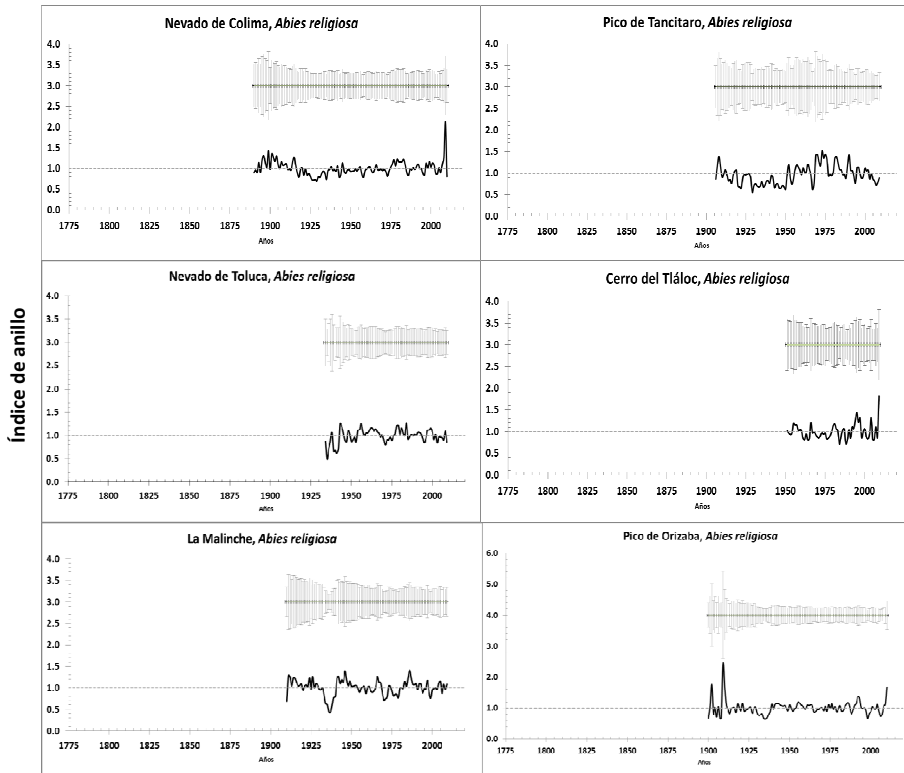 Índice de anillo
Nevado de Colima, Abies religiosa
4.0
3.5
3.0
2.5
2.0
1.5
1.0
0.5
0.0
1775 1800 1825 1850 1875 1900 1925 1950 1975 2000
Años
Pico de Tancitaro, Abies religiosa
4.0
3.5
3.0
2.5
2.0
1.5
1.0
0.5
0.0
1775 1800 1825 1850 1875 1900 1925 1950 1975 2000
Años
Nevado de Toluca, Abies religiosa
4.0
3.5
3.0
2.5
2.0
1.5
1.0
0.5
0.0
1775 1800 1825 1850 1875 1900 1925 1950 1975 2000
Años
Cerro del Tláloc, Abies religiosa
4.0
3.5
3.0
2.5
2.0
1.5
1.0
0.5
0.0
1775 1800 1825 1850 1875 1900 1925 1950 1975 2000
Años
La Malinche, Abies religiosa
4.0
3.5
3.0
2.5
2.0
1.5
1.0
0.5
0.0
1775 1800 1825 1850 1875 1900 1925 1950 1975 2000
Años
Pico de Orizaba, Abies religiosa
6.0
5.0
4.0
3.0
2.0
1.0
0.0
1775 1800 1825 1850 1875 1900 1925 1950 1975 2000
Años